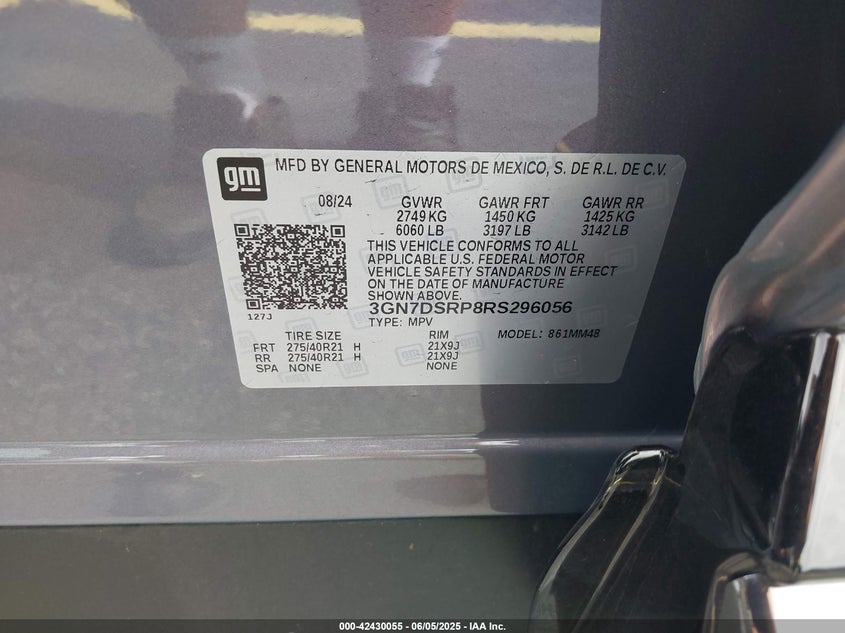 gm MFD BY GENERAL MOTORS DE MEXICO, S. DE R.L. DE C.V.
08/24 GVWR GAWR FRT GAWR RR
2749 KG 1450 KG 1425 KG
6060 LB 3197 LB 3142 LB
THIS VEHICLE CONFORMS TO ALL
APPLICABLE U.S. FEDERAL MOTOR
VEHICLE SAFETY STANDARDS IN EFFECT
ON THE DATE OF MANUFACTURE
SHOWN ABOVE.
127J
3GN7DSRP8RS296056
TYPE: MPV MODEL: 861MM48
TIRE SIZE RIM
FRT 275/40R21 H 21X9J
RR 275/40R21 H 21X9J
SPA NONE NONE
000-42430055 - 06/05/2025 - IAA Inc.